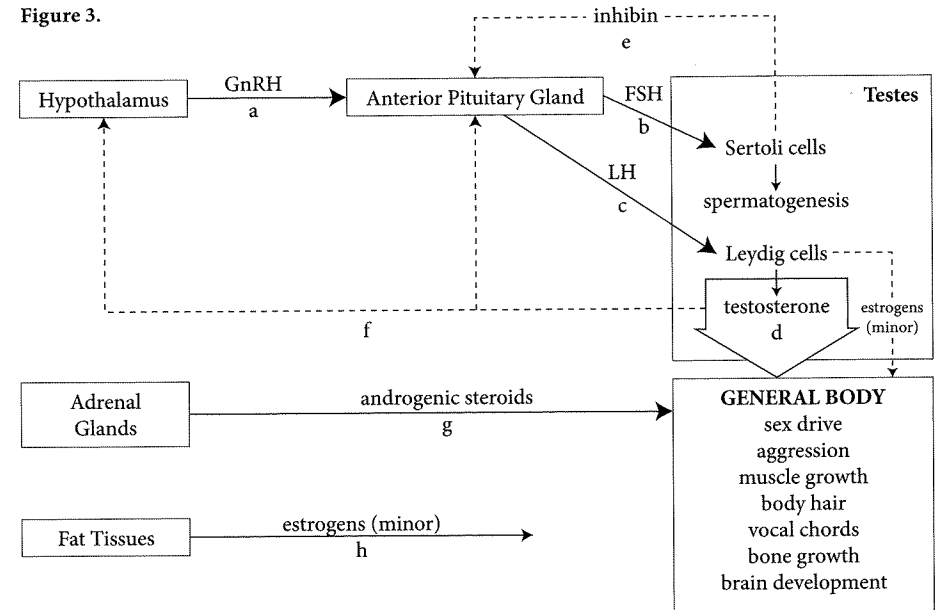 Figure 3.
inhibin
e
Hypothalamus
GnRH
a
Anterior Pituitary Gland
FSH
b
Testes
Sertoli cells
spermatogenesis
LH
c
Leydig cells
testosterone
d
estrogens
(minor)
f
Adrenal
Glands
androgenic steroids
g
GENERAL BODY
sex drive
aggression
muscle growth
body hair
vocal chords
bone growth
brain development
Fat Tissues
estrogens (minor)
h